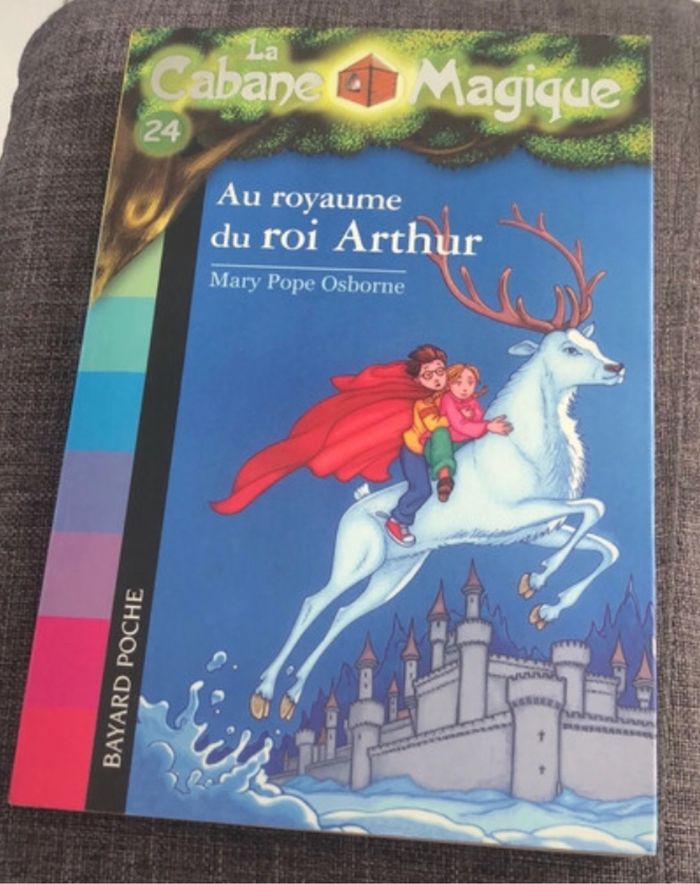 La
Cabane Magique
24
Au royaume
du roi Arthur
Mary Pope Osborne
BAYARD POCHE